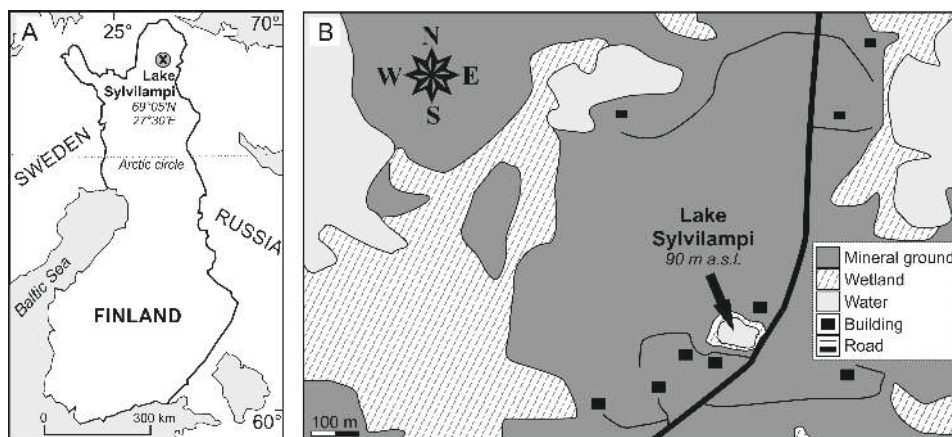 A
25°
70°
Lake
Sylvilampi
69°05'N
27°30'E
SWEDEN
Arctic circle
RUSSIA
Baltic Sea
FINLAND
0
300 km
60°
B
N
W
E
S
Lake
Sylvilampi
90 m a.s.l.
Mineral ground
Wetland
Water
Building
Road
100 m